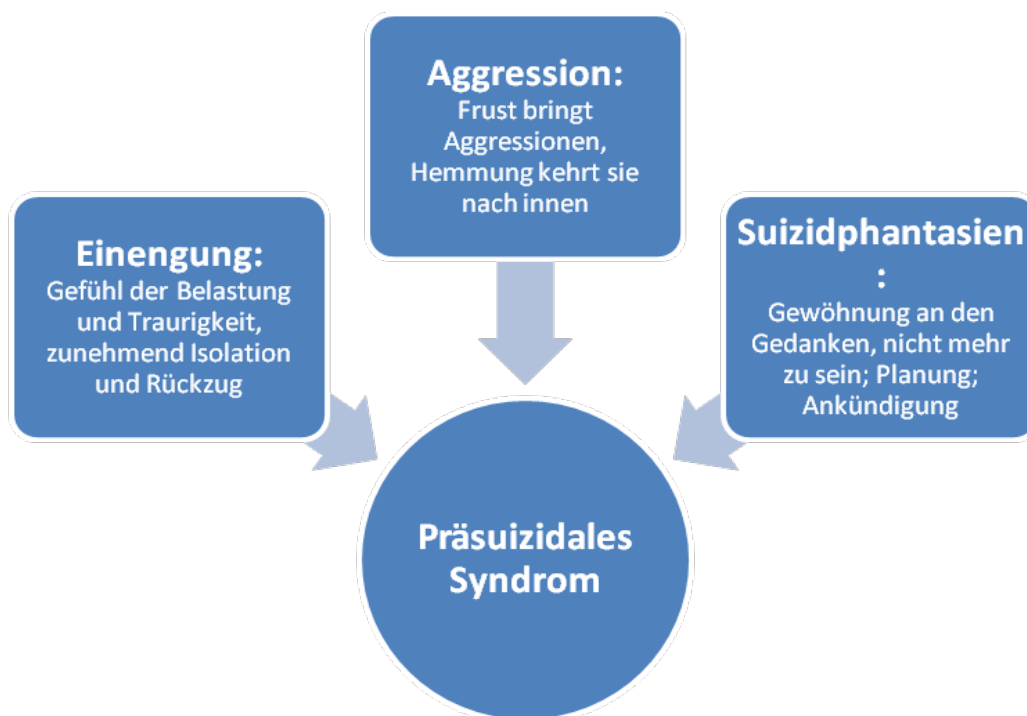 Aggression:
Frust bringt
Aggressionen,
Hemmung kehrt sie
nach innen
Einengung:
Gefühl der Belastung
und Traurigkeit,
zunehmend Isolation
und Rückzug
Suizidphantasien
:
Gewöhnung an den
Gedanken, nicht mehr
zu sein; Planung;
Ankündigung
Präsuizidales
Syndrom